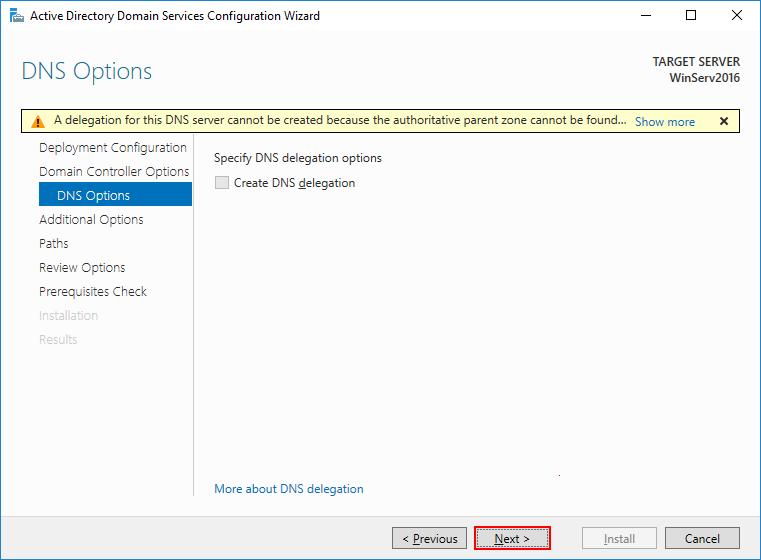 Active Directory Domain Services Configuration Wizard
DNS Options
TARGET SERVER
WinServ2016
A delegation for this DNS server cannot be created because the authoritative parent zone cannot be found... Show more
Deployment Configuration
Domain Controller Options
DNS Options
Additional Options
Paths
Review Options
Prerequisites Check
Installation
Results
Specify DNS delegation options
Create DNS delegation
More about DNS delegation
< Previous Next > Install Cancel